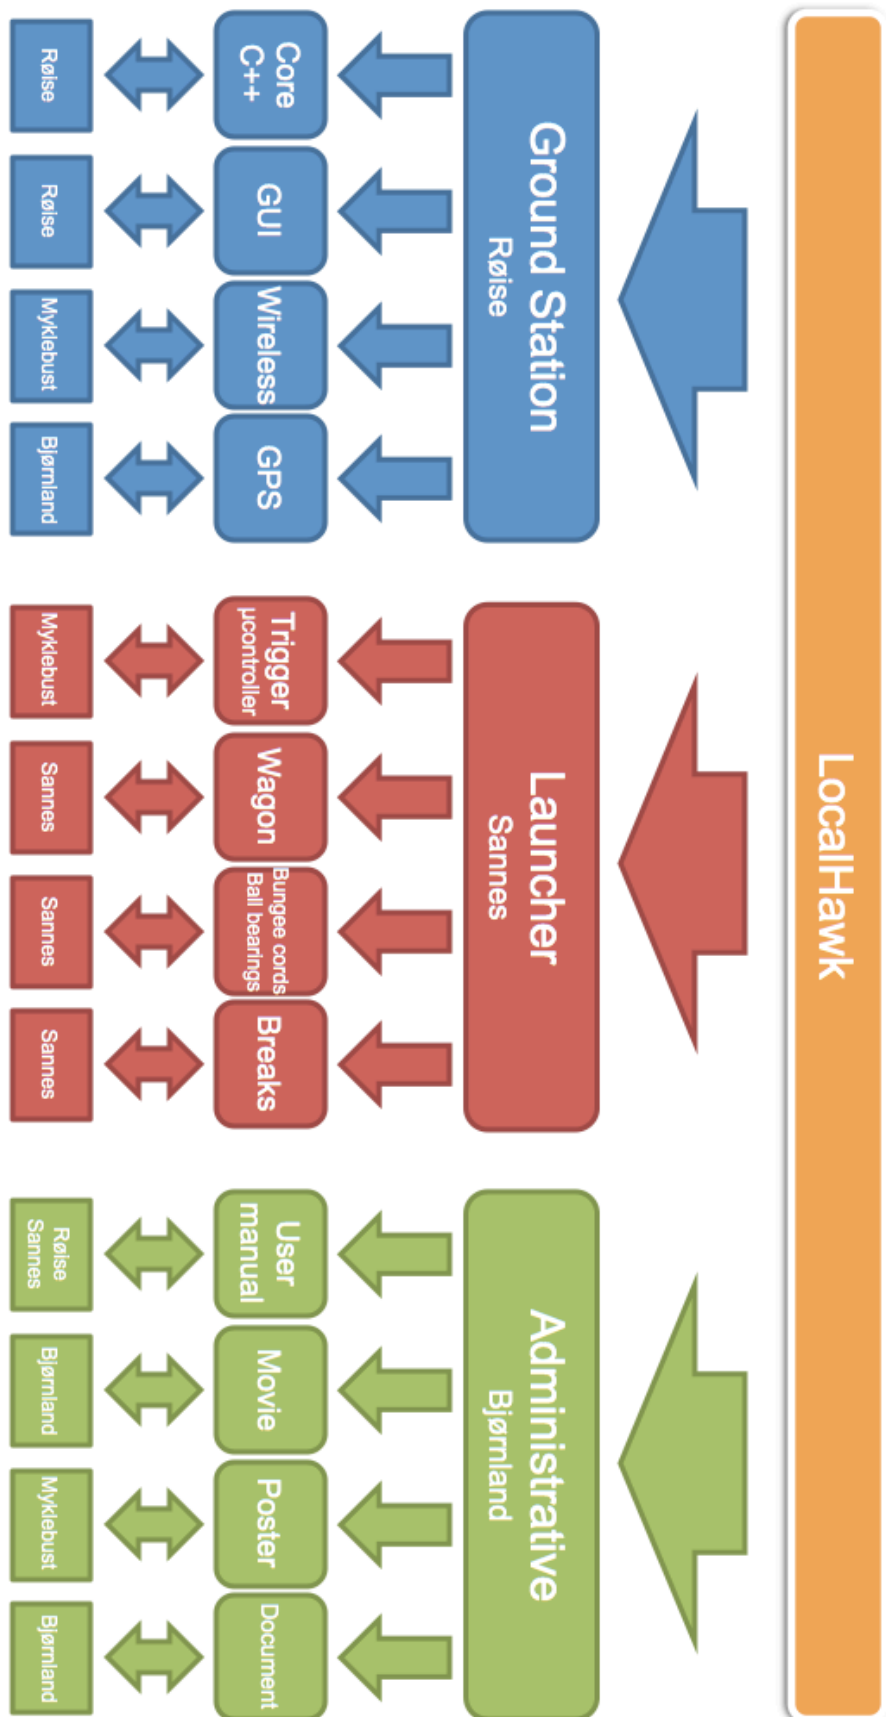 LocalHawk
Ground Station
Røise
Launcher
Sannes
Administrative
Bjørnland
Core
C++
GUI
Wireless
GPS
Trigger
µcontroller
Wagon
Bungee cords
Ball bearings
Breaks
User
manual
Movie
Poster
Document
Røise
Røise
Myklebust
Bjørnland
Myklebust
Sannes
Sannes
Sannes
Røise
Sannes
Bjørnland
Myklebust
Bjørnland